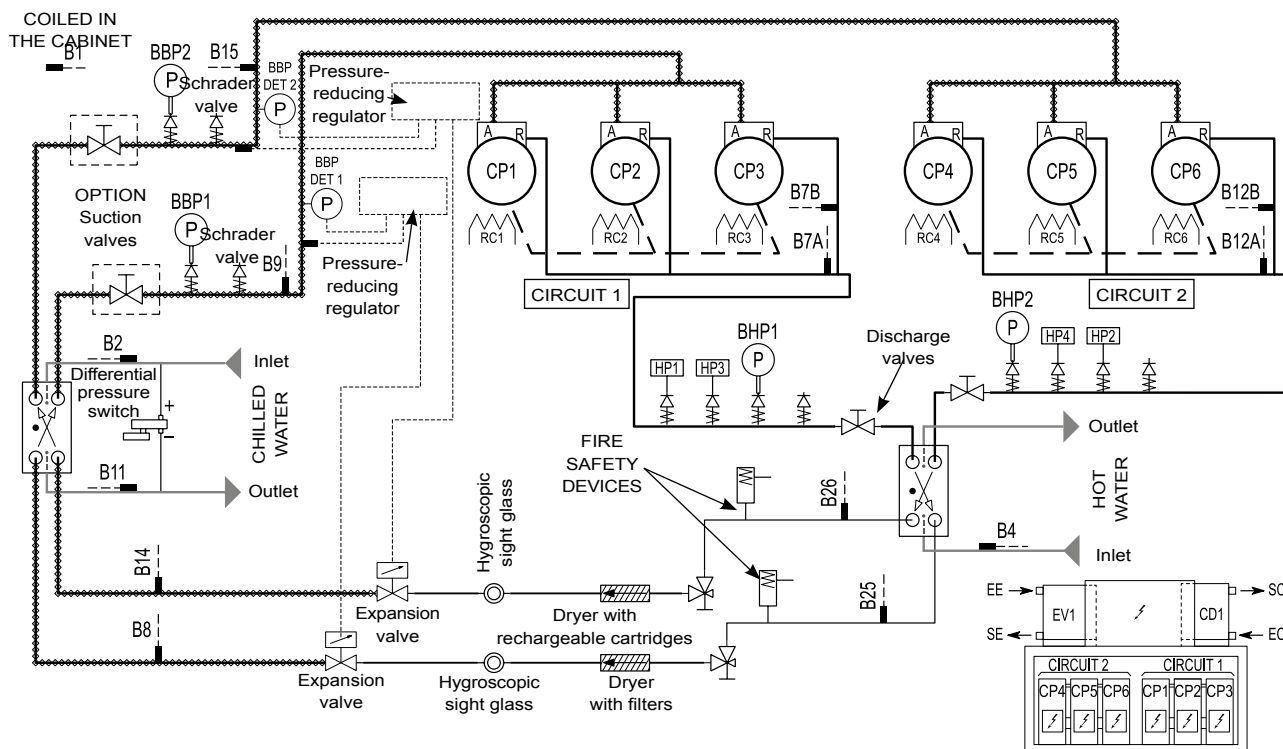 COILED IN
THE CABINET
B1
BBP2
P
Schrader
valve
B15
BBP
DET 2
P
Pressure-
reducing
regulator
A
R
CP1
RC1
A
R
CP2
RC2
A
R
CP3
RC3
B7B
B7A
CIRCUIT 1
A
R
CP4
RC4
A
R
CP5
RC5
A
R
CP6
RC6
B12B
B12A
CIRCUIT 2
OPTION
Suction
valves
BBP1
P
Schrader
valve
B9
BBP
DET 1
P
Pressure-
reducing
regulator
B2
Inlet
Differential
pressure
switch
+
–
CHILLED
WATER
B11
Outlet
HP1
HP3
BHP1
P
Discharge
valves
BHP2
P
HP4
HP2
Outlet
HOT
WATER
B4
Inlet
FIRE
SAFETY
DEVICES
B26
B25
B14
B8
Expansion
valve
Hygroscopic
sight glass
Dryer with
rechargeable cartridges
Expansion
valve
Hygroscopic
sight glass
Dryer
with filters
EE
SE
EV1
CD1
SC
EC
CIRCUIT 2
CIRCUIT 1
CP4
CP5
CP6
CP1
CP2
CP3